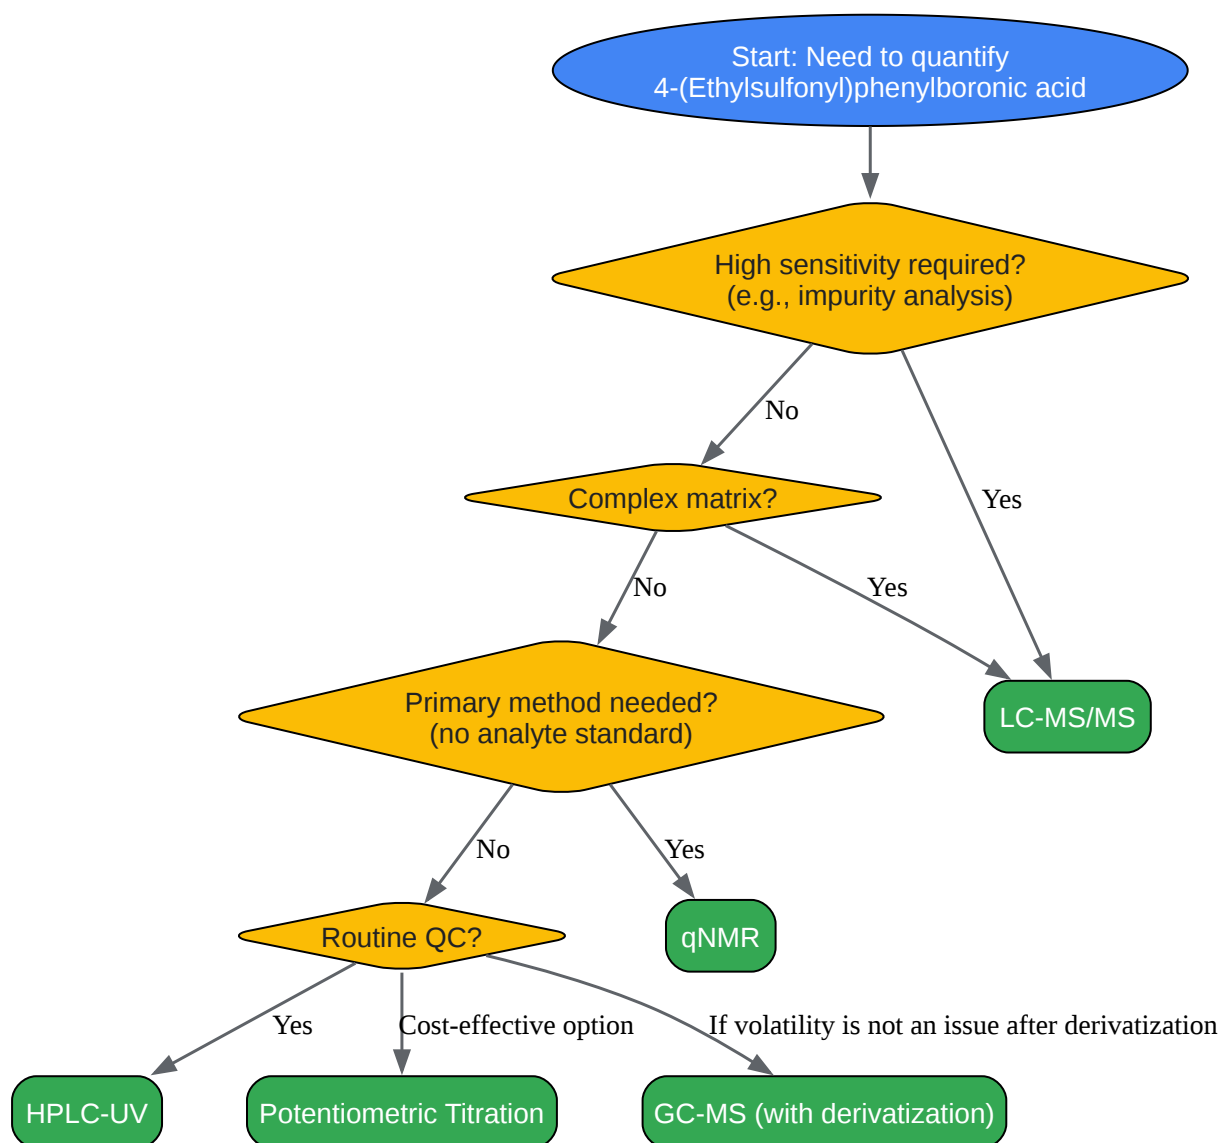 Start: Need to quantify
4-(Ethylsulfonyl)phenylboronic acid
High sensitivity required?
(e.g., impurity analysis)
No
Yes
Complex matrix?
No
Yes
Primary method needed?
(no analyte standard)
LC-MS/MS
No
Yes
Routine QC?
qNMR
Yes
Cost-effective option
If volatility is not an issue after derivatization
HPLC-UV
Potentiometric Titration
GC-MS (with derivatization)